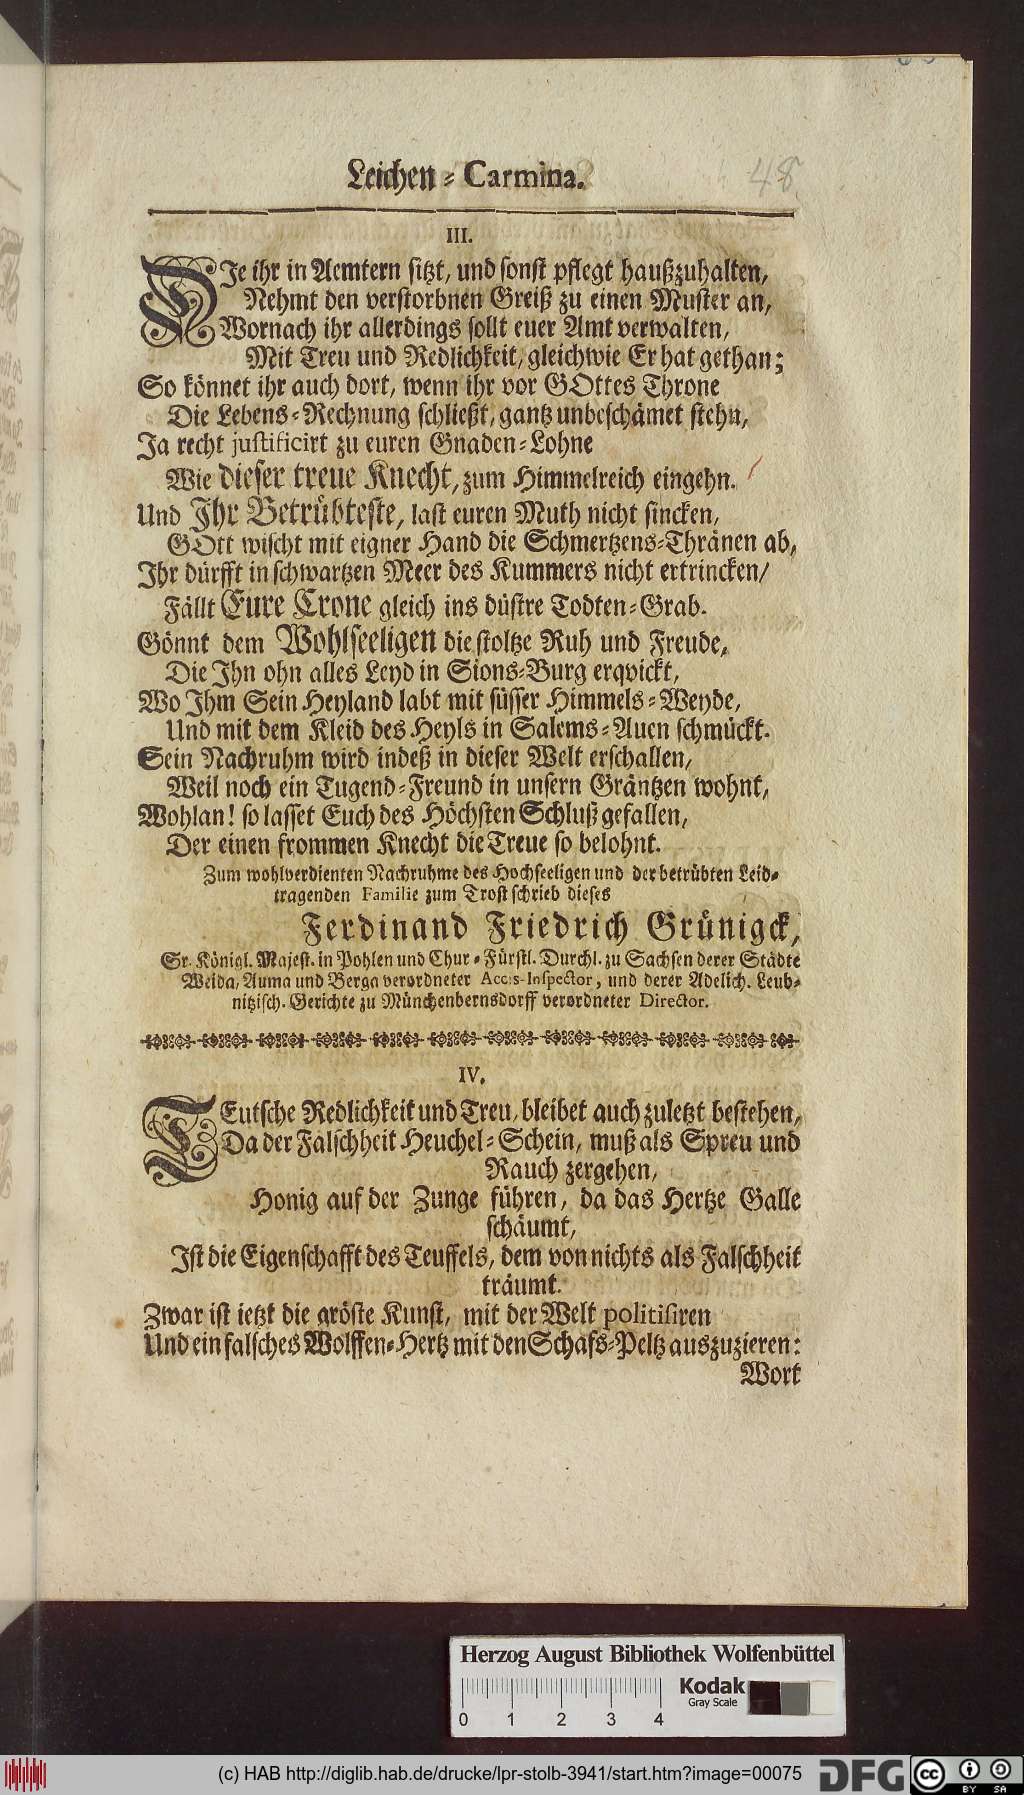 Leichen-Carmina.
48
III.
DIe ihr in Aemtern sitzt, und sonst pflegt haußzuhalten,
Nehmt den verstorbnen Greiß zu einen Muster an,
Wornach ihr allerdings sollt euer Amt verwalten,
Mit Treu und Redlichkeit, gleichwie Er hat gethan;
So könnet ihr auch dort, wenn ihr vor GOttes Throne
Die Lebens-Rechnung schließt, gantz unbeschämet stehn,
Ja recht justificirt zu euren Gnaden-Lohne
Wie dieser treue Knecht, zum Himmelreich eingehn.
Und Ihr Betrübteste, last euren Muth nicht sincken,
GOtt wischt mit eigner Hand die Schmertzens-Thränen ab,
Ihr dürfft in schwartzen Meer des Kummers nicht ertrincken/
Fällt Eure Crone gleich ins düstre Todten-Grab.
Gönnt dem Wohlseeligen die stoltze Ruh und Freude,
Die Ihn ohn alles Leyd in Sions-Burg erqvickt,
Wo Ihm Sein Heyland labt mit süsser Himmels-Weyde,
Und mit dem Kleid des Heyls in Salems-Auen schmückt.
Sein Nachruhm wird indeß in dieser Welt erschallen,
Weil noch ein Tugend-Freund in unsern Gräntzen wohnt,
Wohlan! so lasset Euch des Höchsten Schluß gefallen,
Der einen frommen Knecht die Treue so belohnt.
Zum wohlverdienten Nachruhme des Hochseeligen und der betrübten Leid-
tragenden Familie zum Trost schrieb dieses
Ferdinand Friedrich Grünigck,
Sr. Königl. Majest. in Pohlen und Chur-Fürstl. Durchl. zu Sachsen derer Städte
Weida, Auma und Berga verordneter Accis-Inspector, und derer Adelich. Leub-
nitzisch. Gerichte zu Münchenbernsdorff verordneter Director.
IV.
TEutsche Redlichkeit und Treu, bleibet auch zuletzt bestehen,
Da der Falschheit Heuchel-Schein, muß als Spreu und
Rauch zergehen,
Honig auf der Zunge führen, da das Hertze Galle
schäumt,
Ist die Eigenschafft des Teuffels, dem von nichts als Falschheit
träumt.
Zwar ist ietzt die gröste Kunst, mit der Welt politisiren
Und ein falsches Wolffen-Hertz mit den Schafs-Peltz auszuzieren:
Wort
Herzog August Bibliothek Wolfenbüttel
Kodak
Gray Scale
0 1 2 3 4
(c) HAB http://diglib.hab.de/drucke/lpr-stolb-3941/start.htm?image=00075
DFG
cc
BY SA